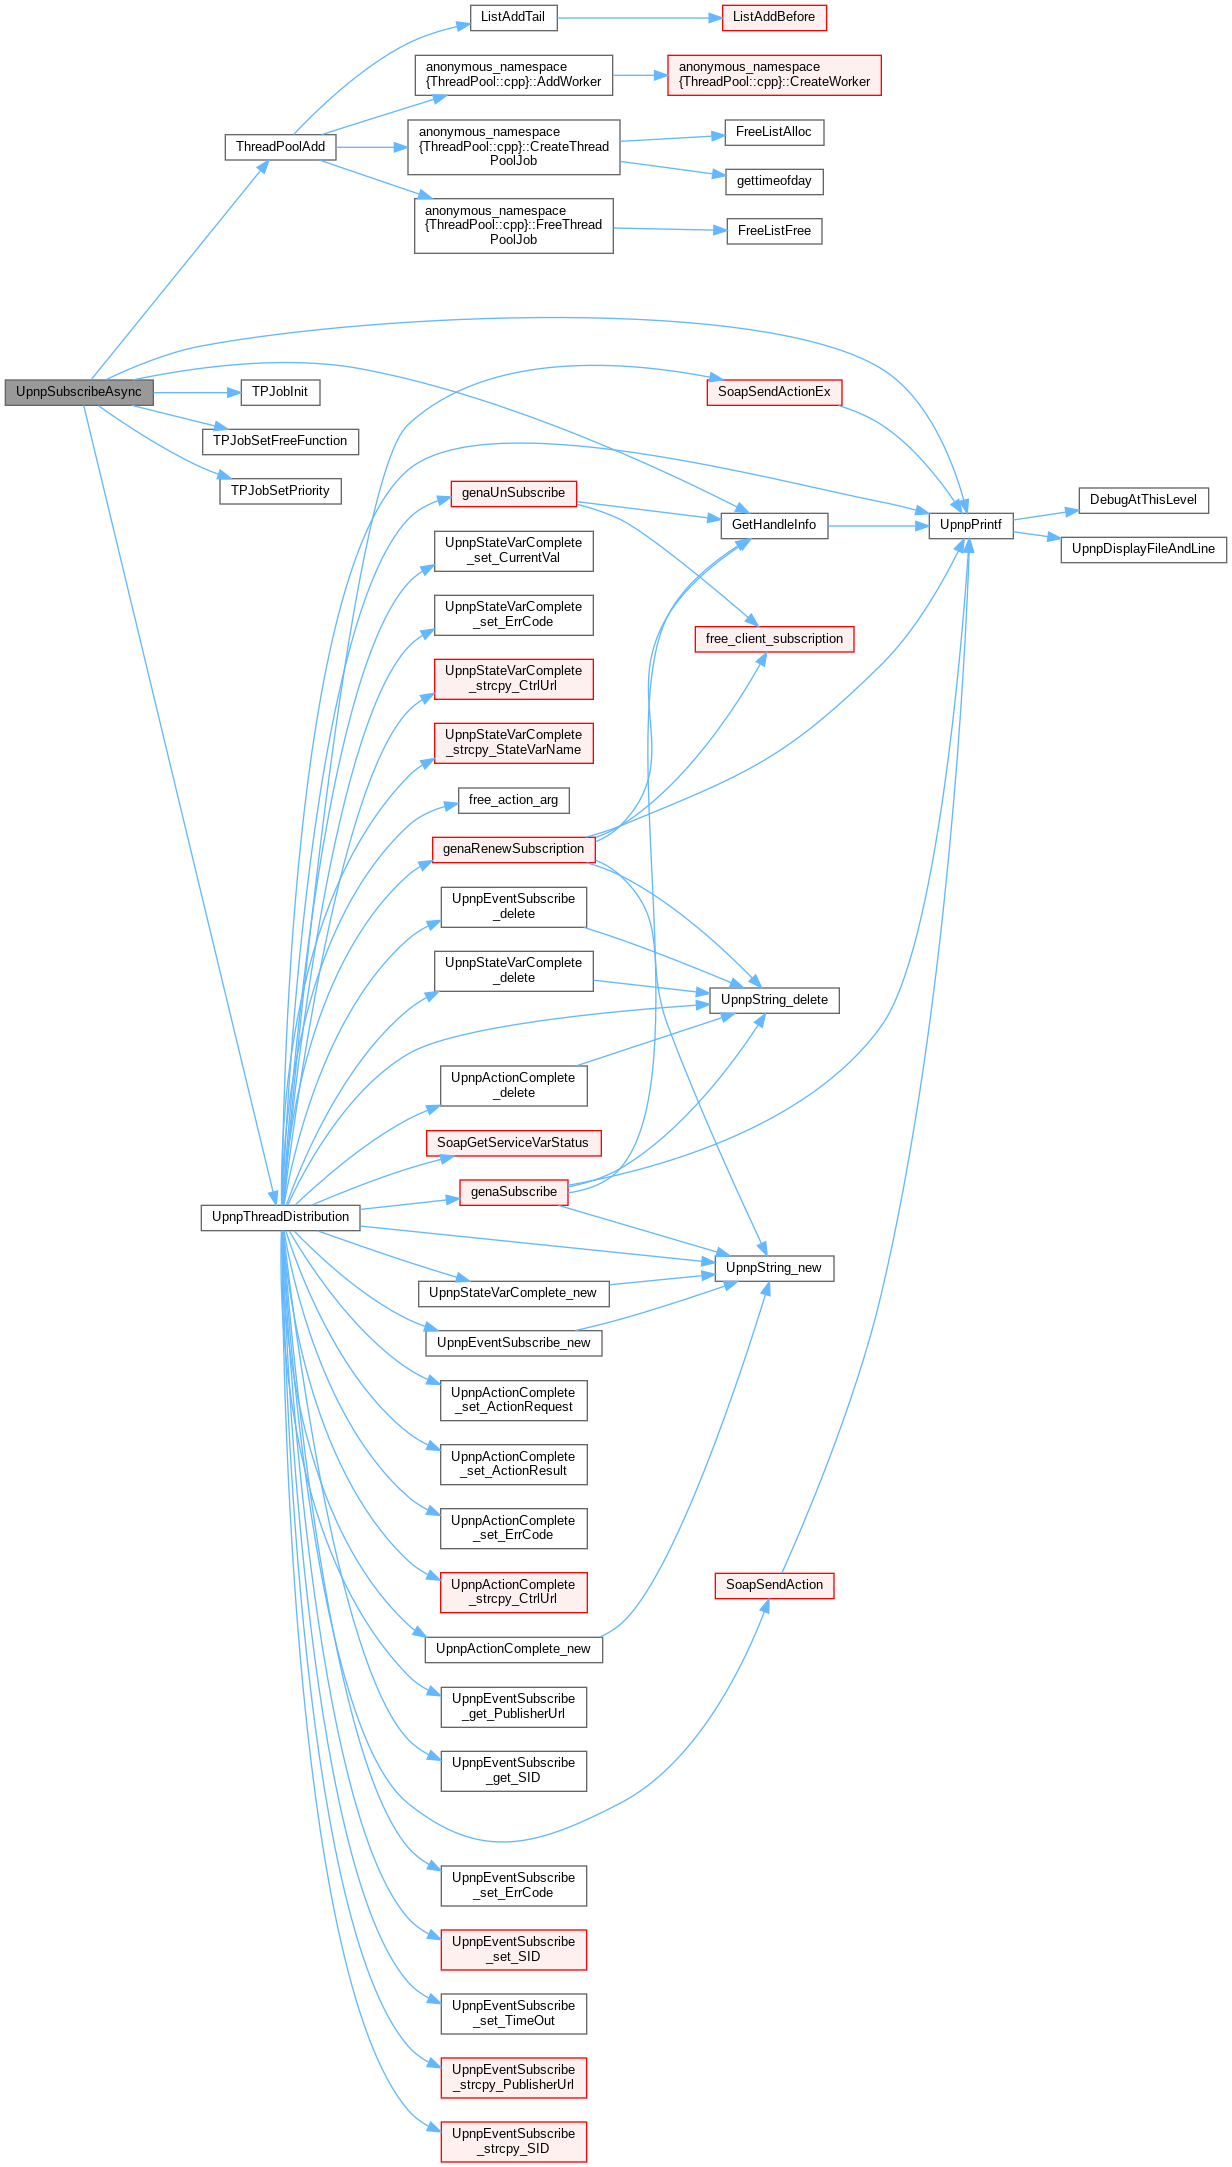 ListAddTail
ListAddBefore
anonymous_namespace
{ThreadPool::cpp}::AddWorker
anonymous_namespace
{ThreadPool::cpp}::CreateWorker
ThreadPoolAdd
anonymous_namespace
{ThreadPool::cpp}::CreateThread
PoolJob
FreeListAlloc
gettimeofday
anonymous_namespace
{ThreadPool::cpp}::FreeThread
PoolJob
FreeListFree
UpnpSubscribeAsync
TPJobInit
SoapSendActionEx
TPJobSetFreeFunction
TPJobSetPriority
genaUnSubscribe
GetHandleInfo
UpnpPrintf
DebugAtThisLevel
UpnpDisplayFileAndLine
UpnpStateVarComplete
_set_CurrentVal
UpnpStateVarComplete
_set_ErrCode
free_client_subscription
UpnpStateVarComplete
_strcpy_CtrlUrl
UpnpStateVarComplete
_strcpy_StateVarName
free_action_arg
genaRenewSubscription
UpnpEventSubscribe
_delete
UpnpStateVarComplete
_delete
UpnpString_delete
UpnpActionComplete
_delete
SoapGetServiceVarStatus
genaSubscribe
UpnpThreadDistribution
UpnpString_new
UpnpStateVarComplete_new
UpnpEventSubscribe_new
UpnpActionComplete
_set_ActionRequest
UpnpActionComplete
_set_ActionResult
UpnpActionComplete
_set_ErrCode
UpnpActionComplete
_strcpy_CtrlUrl
SoapSendAction
UpnpActionComplete_new
UpnpEventSubscribe
_get_PublisherUrl
UpnpEventSubscribe
_get_SID
UpnpEventSubscribe
_set_ErrCode
UpnpEventSubscribe
_set_SID
UpnpEventSubscribe
_set_TimeOut
UpnpEventSubscribe
_strcpy_PublisherUrl
UpnpEventSubscribe
_strcpy_SID